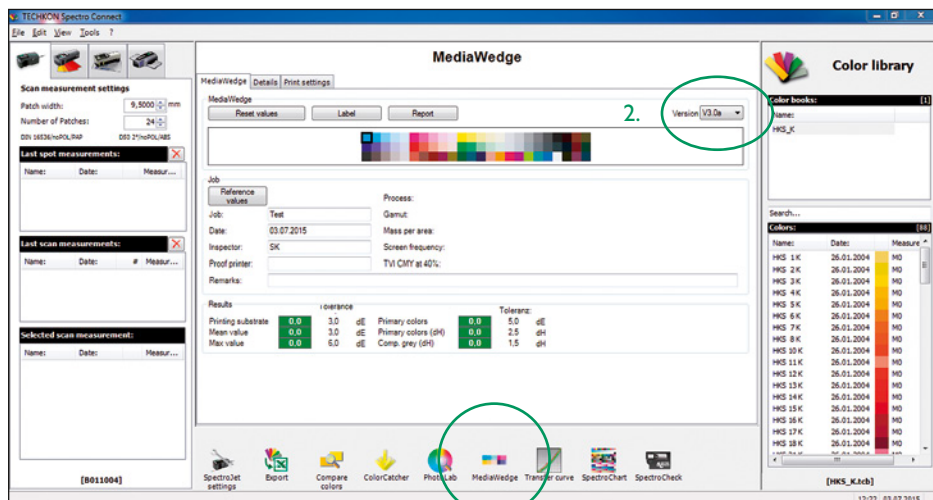 TECHKON Spectro Connect
File Edit View Tools ?
Scan measurement settings
Patch width: 9,5000 mm
Number of Patches: 24
DIN 16536/noPOL/PAP D50 2°/noPOL/ABS
Last spot measurements:
Name: Date: Measur...
Last scan measurements:
Name: Date: # Measur...
Selected scan measurement:
Name: Date: Measur...
[B011004]
MediaWedge
MediaWedge Details Print settings
MediaWedge
Reset values Label Report 2. Version V3.0a
Job
Reference values
Process:
Job: Test Gamut:
Date: 03.07.2015 Mass per area:
Inspector: SK Screen frequency:
Proof printer: TVI CMY at 40%:
Remarks:
Results Tolerance Toleranz:
Printing substrate 0,0 3,0 dE Primary colors 0,0 5,0 dE
Mean value 0,0 3,0 dE Primary colors (dH) 0,0 2,5 dH
Max value 0,0 6,0 dE Comp. grey (dH) 0,0 1,5 dH
SpectroJet settings Export Compare colors ColorCatcher PhotoLab MediaWedge Transfer curve SpectroChart SpectroCheck
Color library
Color books: [1]
Name:
HKS_K
Search...
Colors: [88]
Name: Date: Measure
HKS 1 K 26.01.2004 M0
HKS 2 K 26.01.2004 M0
HKS 3 K 26.01.2004 M0
HKS 4 K 26.01.2004 M0
HKS 5 K 26.01.2004 M0
HKS 6 K 26.01.2004 M0
HKS 7 K 26.01.2004 M0
HKS 8 K 26.01.2004 M0
HKS 10 K 26.01.2004 M0
HKS 11 K 26.01.2004 M0
HKS 12 K 26.01.2004 M0
HKS 13 K 26.01.2004 M0
HKS 14 K 26.01.2004 M0
HKS 15 K 26.01.2004 M0
HKS 16 K 26.01.2004 M0
HKS 17 K 26.01.2004 M0
HKS 18 K 26.01.2004 M0
[HKS_K.tcb]
12:22 03.07.2015